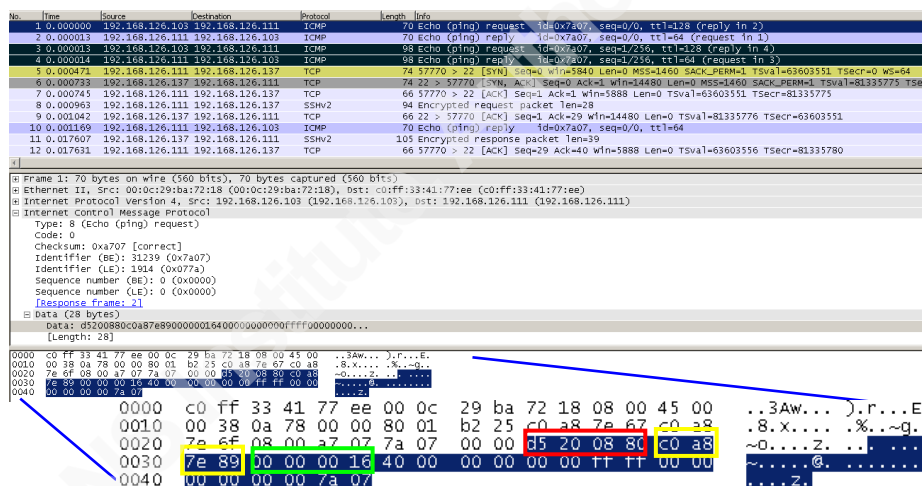 No. Time Source Destination Protocol Length Info
1 0.000000 192.168.126.103 192.168.126.111 ICMP 70 Echo (ping) request id=0x7a07, seq=0/0, ttl=128 (reply in 2)
2 0.000013 192.168.126.111 192.168.126.103 ICMP 70 Echo (ping) reply id=0x7a07, seq=0/0, ttl=64 (request in 1)
3 0.000013 192.168.126.103 192.168.126.111 ICMP 98 Echo (ping) request id=0x7a07, seq=1/256, ttl=128 (reply in 4)
4 0.000014 192.168.126.111 192.168.126.103 ICMP 98 Echo (ping) reply id=0x7a07, seq=1/256, ttl=64 (request in 3)
5 0.000471 192.168.126.111 192.168.126.137 TCP 74 57770 > 22 [SYN] Seq=0 Win=5840 Len=0 MSS=1460 SACK_PERM=1 TSval=63603551 TSecr=0 WS=64
6 0.000733 192.168.126.137 192.168.126.111 TCP 74 22 > 57770 [SYN, ACK] Seq=0 Ack=1 Win=14480 Len=0 MSS=1460 SACK_PERM=1 TSval=81335775 TSe
7 0.000745 192.168.126.111 192.168.126.137 TCP 66 57770 > 22 [ACK] Seq=1 Ack=1 Win=5888 Len=0 TSval=63603551 TSecr=81335775
8 0.000963 192.168.126.111 192.168.126.137 SSHv2 94 Encrypted request packet len=28
9 0.001042 192.168.126.137 192.168.126.111 TCP 66 22 > 57770 [ACK] Seq=1 Ack=29 Win=14480 Len=0 TSval=81335776 TSecr=63603551
10 0.001169 192.168.126.111 192.168.126.103 ICMP 70 Echo (ping) reply id=0x7a07, seq=0/0, ttl=64
11 0.017607 192.168.126.137 192.168.126.111 SSHv2 105 Encrypted response packet len=39
12 0.017631 192.168.126.111 192.168.126.137 TCP 66 57770 > 22 [ACK] Seq=29 Ack=40 Win=5888 Len=0 TSval=63603556 TSecr=81335780
Frame 1: 70 bytes on wire (560 bits), 70 bytes captured (560 bits)
Ethernet II, Src: 00:0c:29:ba:72:18 (00:0c:29:ba:72:18), Dst: c0:ff:33:41:77:ee (c0:ff:33:41:77:ee)
Internet Protocol Version 4, Src: 192.168.126.103 (192.168.126.103), Dst: 192.168.126.111 (192.168.126.111)
Internet Control Message Protocol
Type: 8 (Echo (ping) request)
Code: 0
Checksum: 0xa707 [correct]
Identifier (BE): 31239 (0x7a07)
Identifier (LE): 1914 (0x077a)
Sequence number (BE): 0 (0x0000)
Sequence number (LE): 0 (0x0000)
[Response frame: 2]
Data (28 bytes)
Data: d5200880c0a87e89000000164000000000000000ffff00000000...
[Length: 28]
0000 c0 ff 33 41 77 ee 00 0c 29 ba 72 18 08 00 45 00 ..3Aw... ).r...E.
0010 00 38 0a 78 00 00 80 01 b2 25 c0 a8 7e 67 c0 a8 .8.x.... .%..~g..
0020 7e 6f 08 00 a7 07 7a 07 00 00 d5 20 08 80 c0 a8 ~o....z. ... ....
0030 7e 89 00 00 00 16 40 00 00 00 00 00 ff ff 00 00 ~.....@. ........
0040 00 00 00 00 7a 07 ....z.
0000 c0 ff 33 41 77 ee 00 0c 29 ba 72 18 08 00 45 00 ..3Aw... ).r...E
0010 00 38 0a 78 00 00 80 01 b2 25 c0 a8 7e 67 c0 a8 .8.x.... .%..~g.
0020 7e 6f 08 00 a7 07 7a 07 00 00 d5 20 08 80 c0 a8 ~o....z. .. ....
0030 7e 89 00 00 00 16 40 00 00 00 00 00 ff ff 00 00 ~.....@. .......
0040 00 00 00 00 7a 07 ....z.